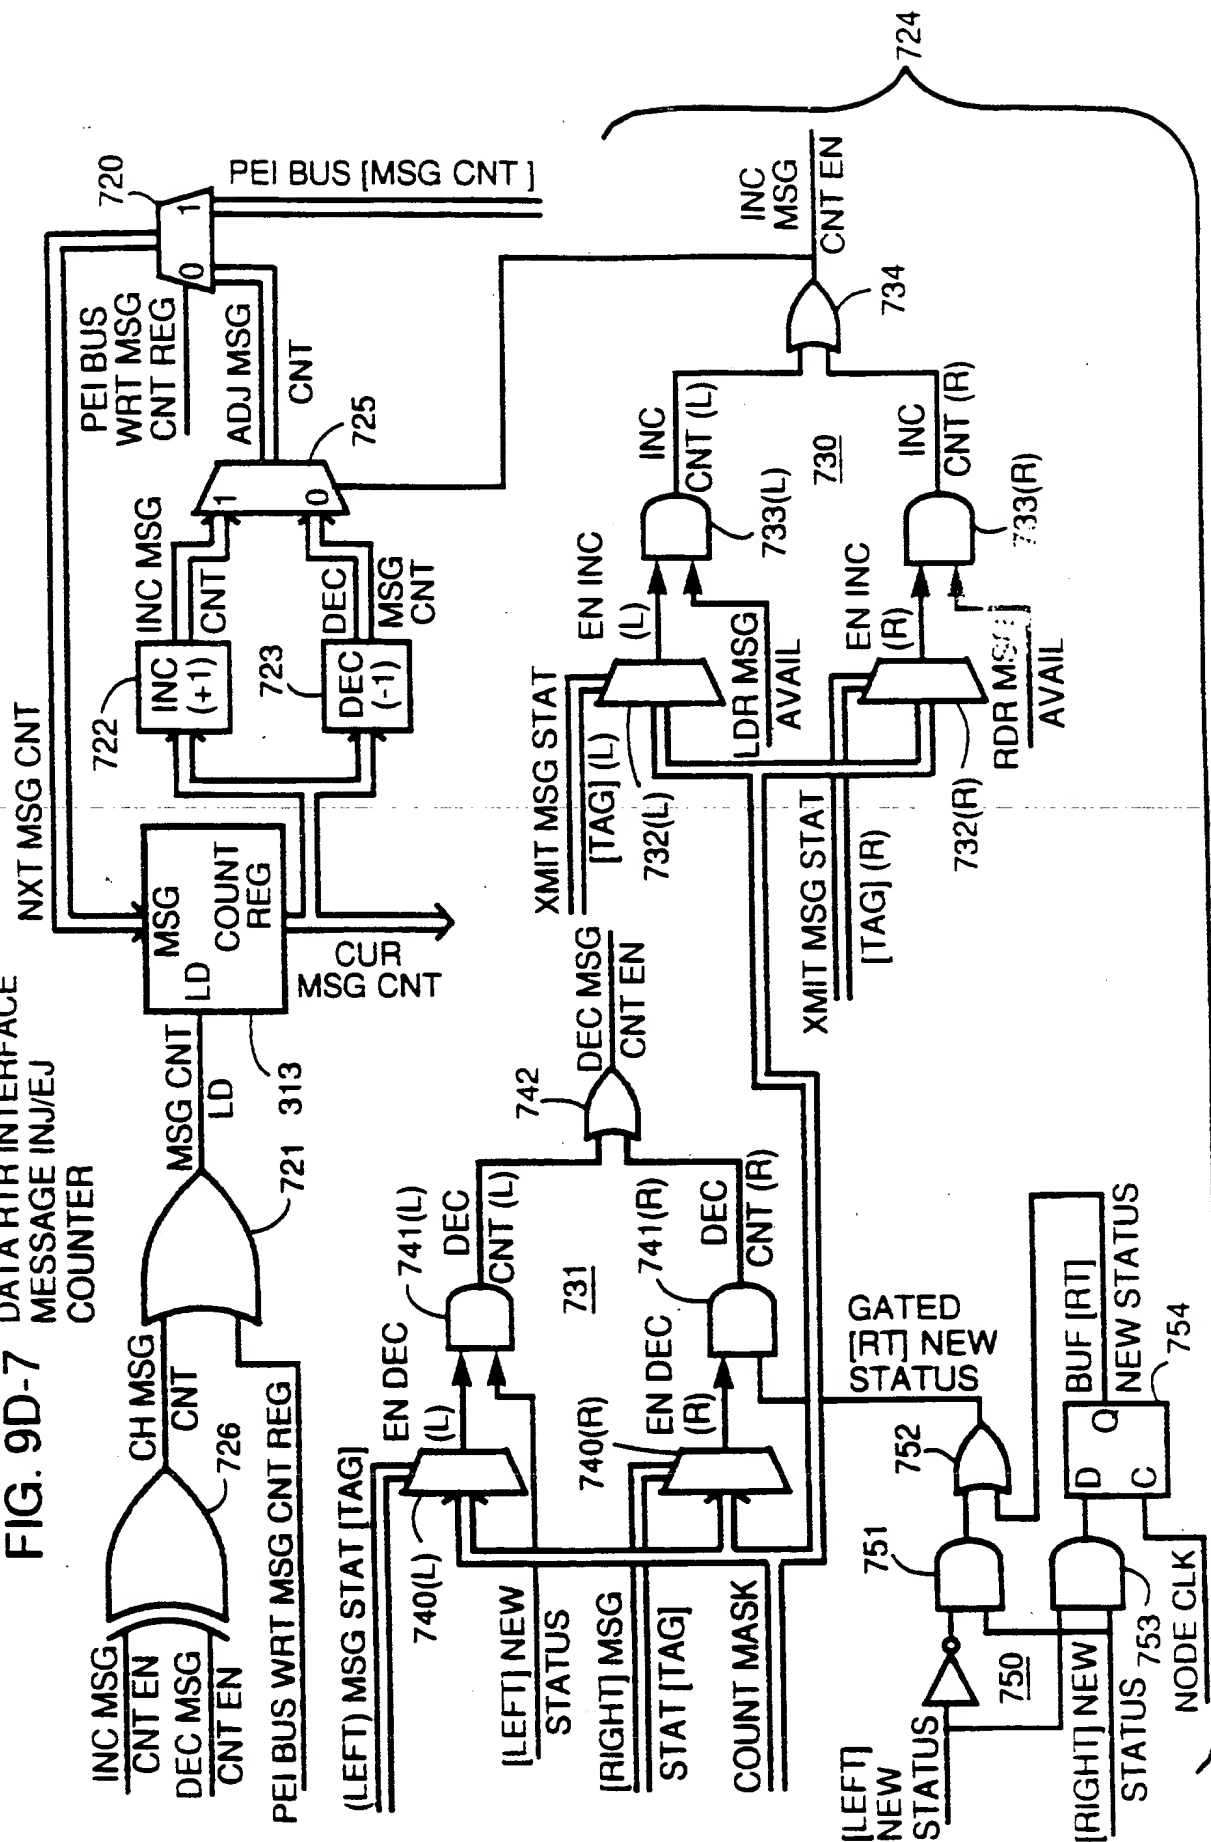 FIG. 9D-7
DATA RTR INTERFACE
MESSAGE INJ/EJ
COUNTER
INC MSG
CNT EN
DEC MSG
CNT EN
726
CH MSG
CNT
PEI BUS WRT MSG CNT REG
721
MSG CNT
LD
NXT MSG CNT
MSG
LD
COUNT
REG
313
CUR
MSG CNT
722
INC
(+1)
INC MSG
CNT
723
DEC
(-1)
DEC
MSG
CNT
1
0
725
ADJ MSG
CNT
PEI BUS
WRT MSG
CNT REG
720
0
1
PEI BUS [MSG CNT]
(LEFT) MSG STAT [TAG]
740(L)
EN DEC
(L)
741(L)
DEC
CNT (L)
[LEFT] NEW
STATUS
731
742
DEC MSG
CNT EN
[RIGHT] MSG
STAT [TAG]
740(R)
EN DEC
(R)
741(R)
DEC
CNT (R)
COUNT MASK
XMIT MSG STAT
[TAG] (L)
732(L)
EN INC
(L)
LDR MSG
AVAIL
733(L)
INC
CNT (L)
730
XMIT MSG STAT
[TAG] (R)
732(R)
EN INC
(R)
RDR MSG
AVAIL
733(R)
INC
CNT (R)
734
INC
MSG
CNT EN
724
[LEFT]
NEW
STATUS
750
751
752
GATED
[RT] NEW
STATUS
[RIGHT] NEW
STATUS
753
NODE CLK
D
C
Q
754
BUF [RT]
NEW STATUS